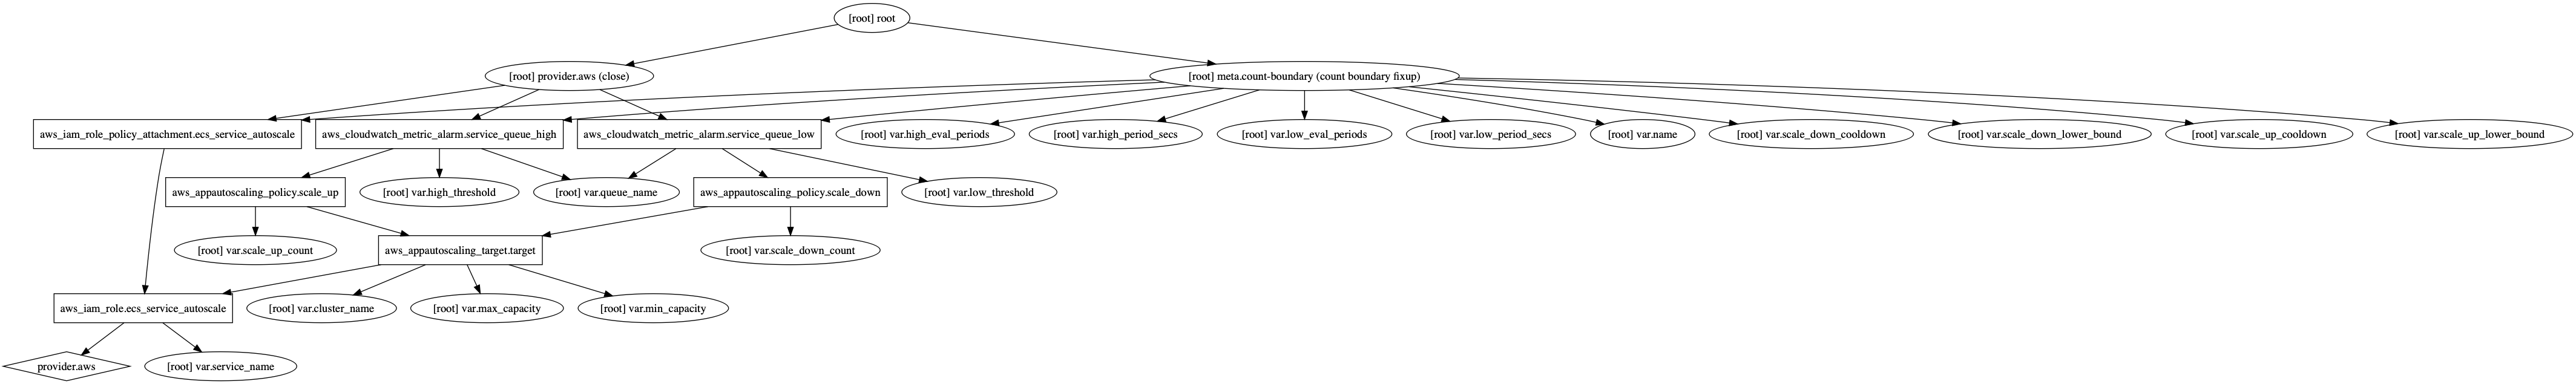 [root] root
[root] provider.aws (close)
[root] meta.count-boundary (count boundary fixup)
aws_iam_role_policy_attachment.ecs_service_autoscale
aws_cloudwatch_metric_alarm.service_queue_high
aws_cloudwatch_metric_alarm.service_queue_low
[root] var.high_eval_periods
[root] var.high_period_secs
[root] var.low_eval_periods
[root] var.low_period_secs
[root] var.name
[root] var.scale_down_cooldown
[root] var.scale_down_lower_bound
[root] var.scale_up_cooldown
[root] var.scale_up_lower_bound
aws_appautoscaling_policy.scale_up
[root] var.high_threshold
[root] var.queue_name
aws_appautoscaling_policy.scale_down
[root] var.low_threshold
[root] var.scale_up_count
aws_appautoscaling_target.target
[root] var.scale_down_count
aws_iam_role.ecs_service_autoscale
[root] var.cluster_name
[root] var.max_capacity
[root] var.min_capacity
provider.aws
[root] var.service_name